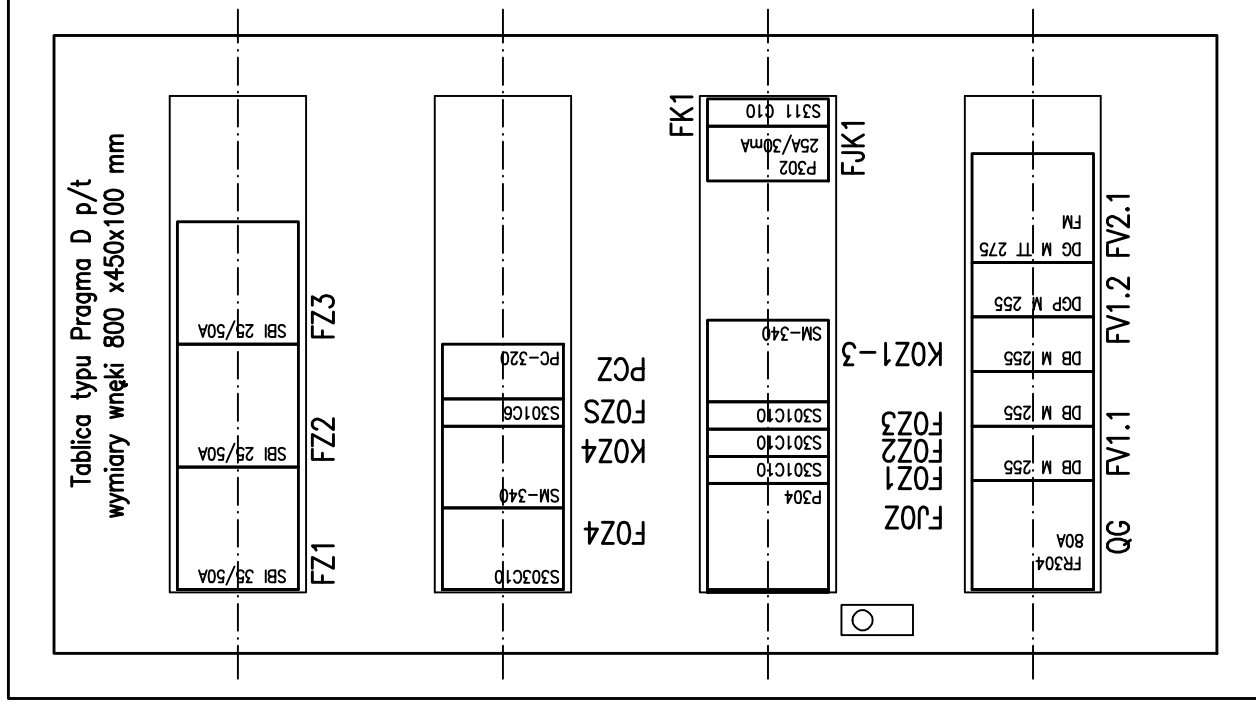 Tablica typu Pragma D p/t
wymiary wnęki 800 x450x100 mm
SBI 25/50A
FZ3
SBI 25/50A
FZ2
SBI 35/50A
FZ1
PC-320
PCZ
S301C6
FOZS
KOZ4
SM-340
FOZ4
S303C10
FK1
S311 C10
FJK1
P302
25A/30mA
SM-340
KOZ1-3
S301C10
FOZ3
S301C10
FOZ2
S301C10
FOZ1
P304
FJOZ
DG M TT 275
FM
FV2.1
DGP M 255
FV1.2
DB M 255
DB M 255
DB M 255
FV1.1
FR304
80A
QG